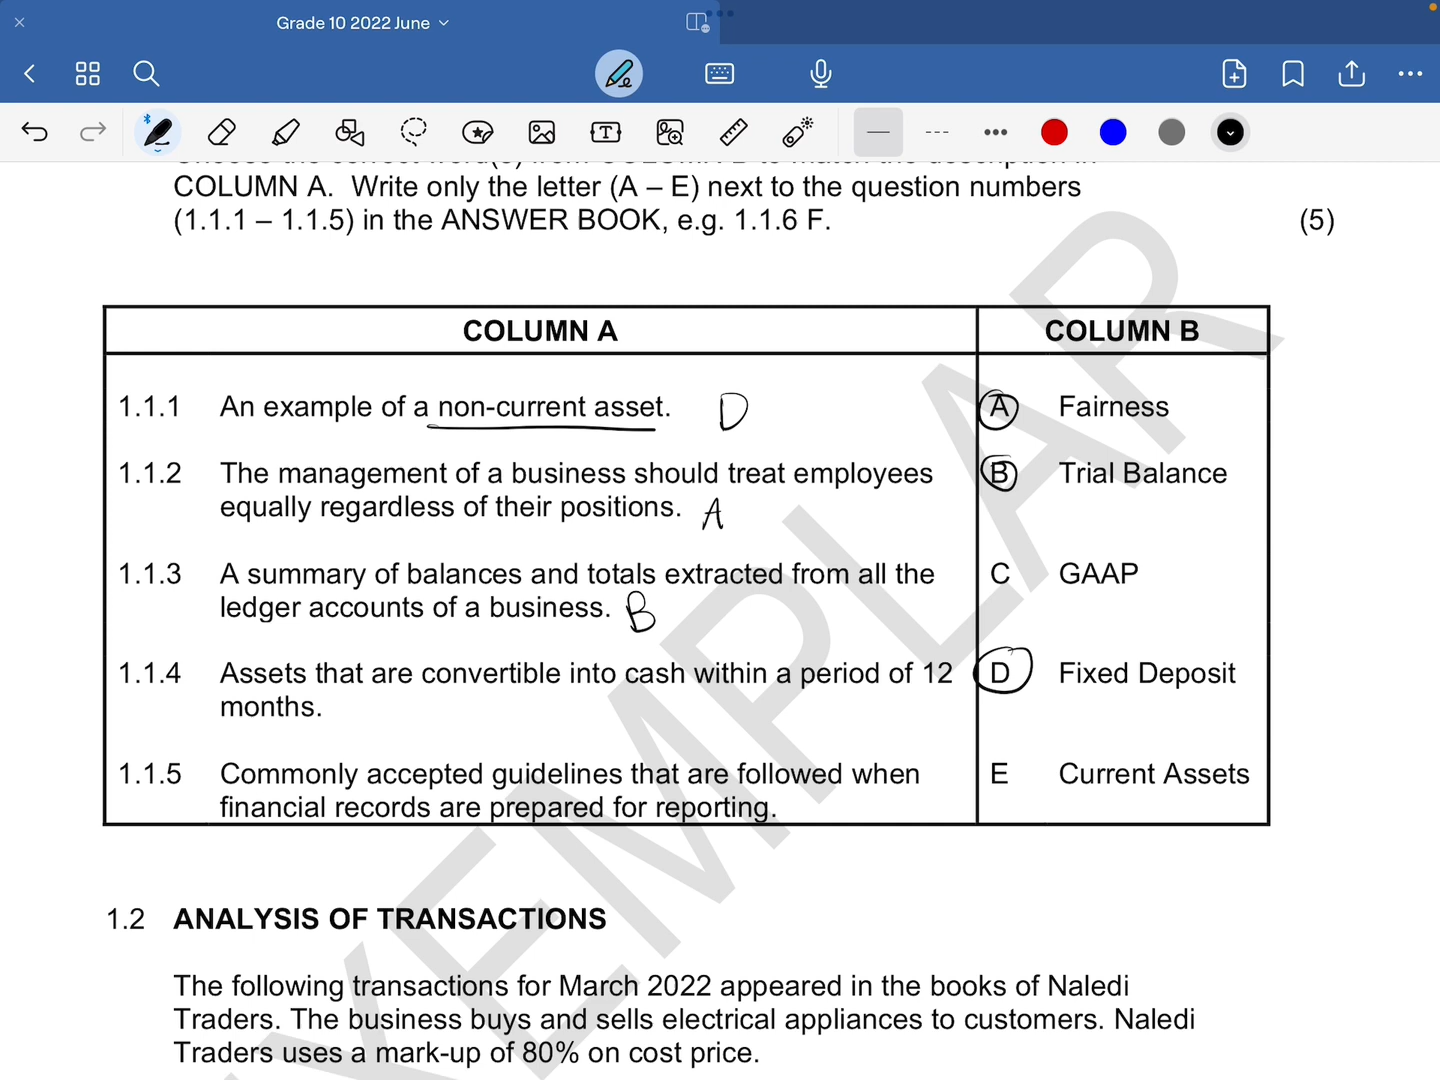 Grade 10 2022 June
COLUMN A. Write only the letter (A – E) next to the question numbers
(1.1.1 – 1.1.5) in the ANSWER BOOK, e.g. 1.1.6 F. (5)
COLUMN A COLUMN B
1.1.1 An example of a non-current asset. D A Fairness
1.1.2 The management of a business should treat employees B Trial Balance
equally regardless of their positions. A
1.1.3 A summary of balances and totals extracted from all the C GAAP
ledger accounts of a business. B
1.1.4 Assets that are convertible into cash within a period of 12 D Fixed Deposit
months.
1.1.5 Commonly accepted guidelines that are followed when E Current Assets
financial records are prepared for reporting.
1.2 ANALYSIS OF TRANSACTIONS
The following transactions for March 2022 appeared in the books of Naledi
Traders. The business buys and sells electrical appliances to customers. Naledi
Traders uses a mark-up of 80% on cost price.
EXEMPLAR